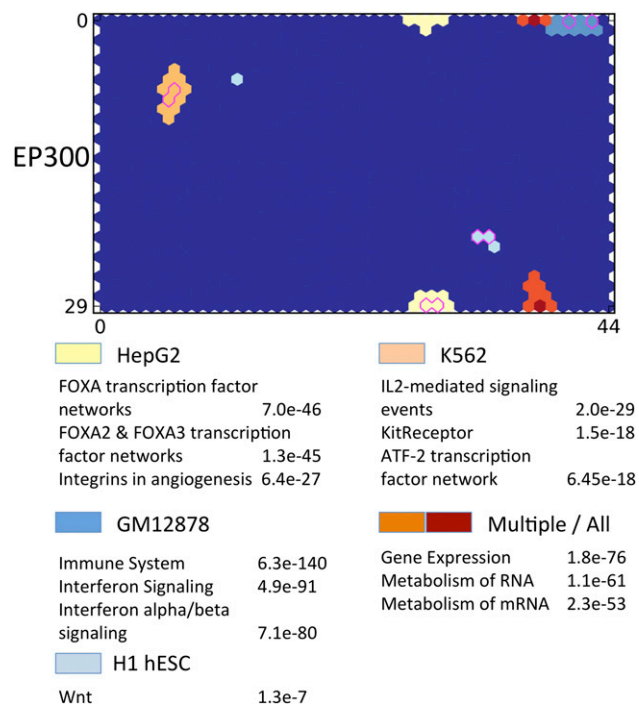 0
EP300
29
0
44
HepG2
FOXA transcription factor
networks 7.0e-46
FOXA2 & FOXA3 transcription
factor networks 1.3e-45
Integrins in angiogenesis 6.4e-27
K562
IL2-mediated signaling
events 2.0e-29
KitReceptor 1.5e-18
ATF-2 transcription
factor network 6.45e-18
GM12878
Immune System 6.3e-140
Interferon Signaling 4.9e-91
Interferon alpha/beta
signaling 7.1e-80
Multiple / All
Gene Expression 1.8e-76
Metabolism of RNA 1.1e-61
Metabolism of mRNA 2.3e-53
H1 hESC
Wnt 1.3e-7